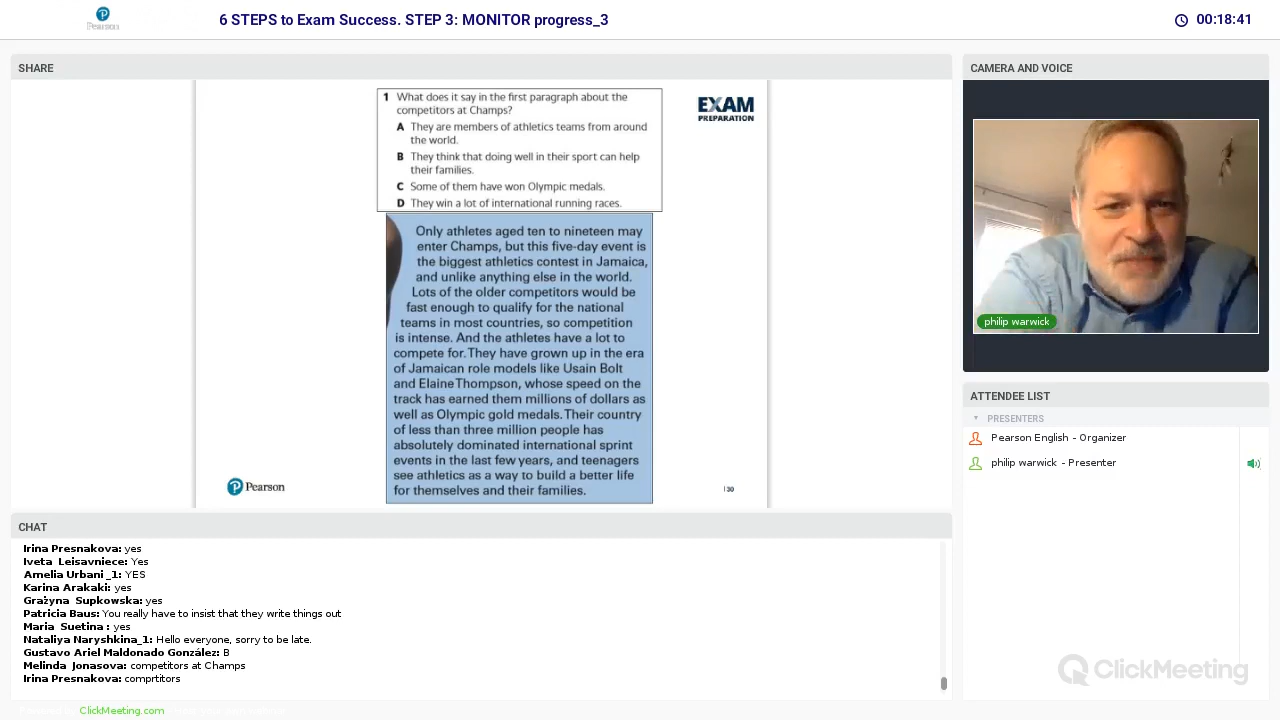 Pearson
6 STEPS to Exam Success. STEP 3: MONITOR progress_3
00:18:41
SHARE
1 What does it say in the first paragraph about the
competitors at Champs?
A They are members of athletics teams from around
the world.
B They think that doing well in their sport can help
their families.
C Some of them have won Olympic medals.
D They win a lot of international running races.
EXAM
PREPARATION
Only athletes aged ten to nineteen may
enter Champs, but this five-day event is
the biggest athletics contest in Jamaica,
and unlike anything else in the world.
Lots of the older competitors would be
fast enough to qualify for the national
teams in most countries, so competition
is intense. And the athletes have a lot to
compete for. They have grown up in the era
of Jamaican role models like Usain Bolt
and Elaine Thompson, whose speed on the
track has earned them millions of dollars as
well as Olympic gold medals. Their country
of less than three million people has
absolutely dominated international sprint
events in the last few years, and teenagers
see athletics as a way to build a better life
for themselves and their families.
Pearson
30
CHAT
Irina Presnakova: yes
Iveta Leisavniece: Yes
Amelia Urbani _1: YES
Karina Arakaki: yes
Grażyna Supkowska: yes
Patricia Baus: You really have to insist that they write things out
Maria Suetina : yes
Nataliya Naryshkina_1: Hello everyone, sorry to be late.
Gustavo Ariel Maldonado González: B
Melinda Jonasova: competitors at Champs
Irina Presnakova: comprtitors
ClickMeeting.com
CAMERA AND VOICE
philip warwick
ATTENDEE LIST
PRESENTERS
Pearson English - Organizer
philip warwick - Presenter
ClickMeeting